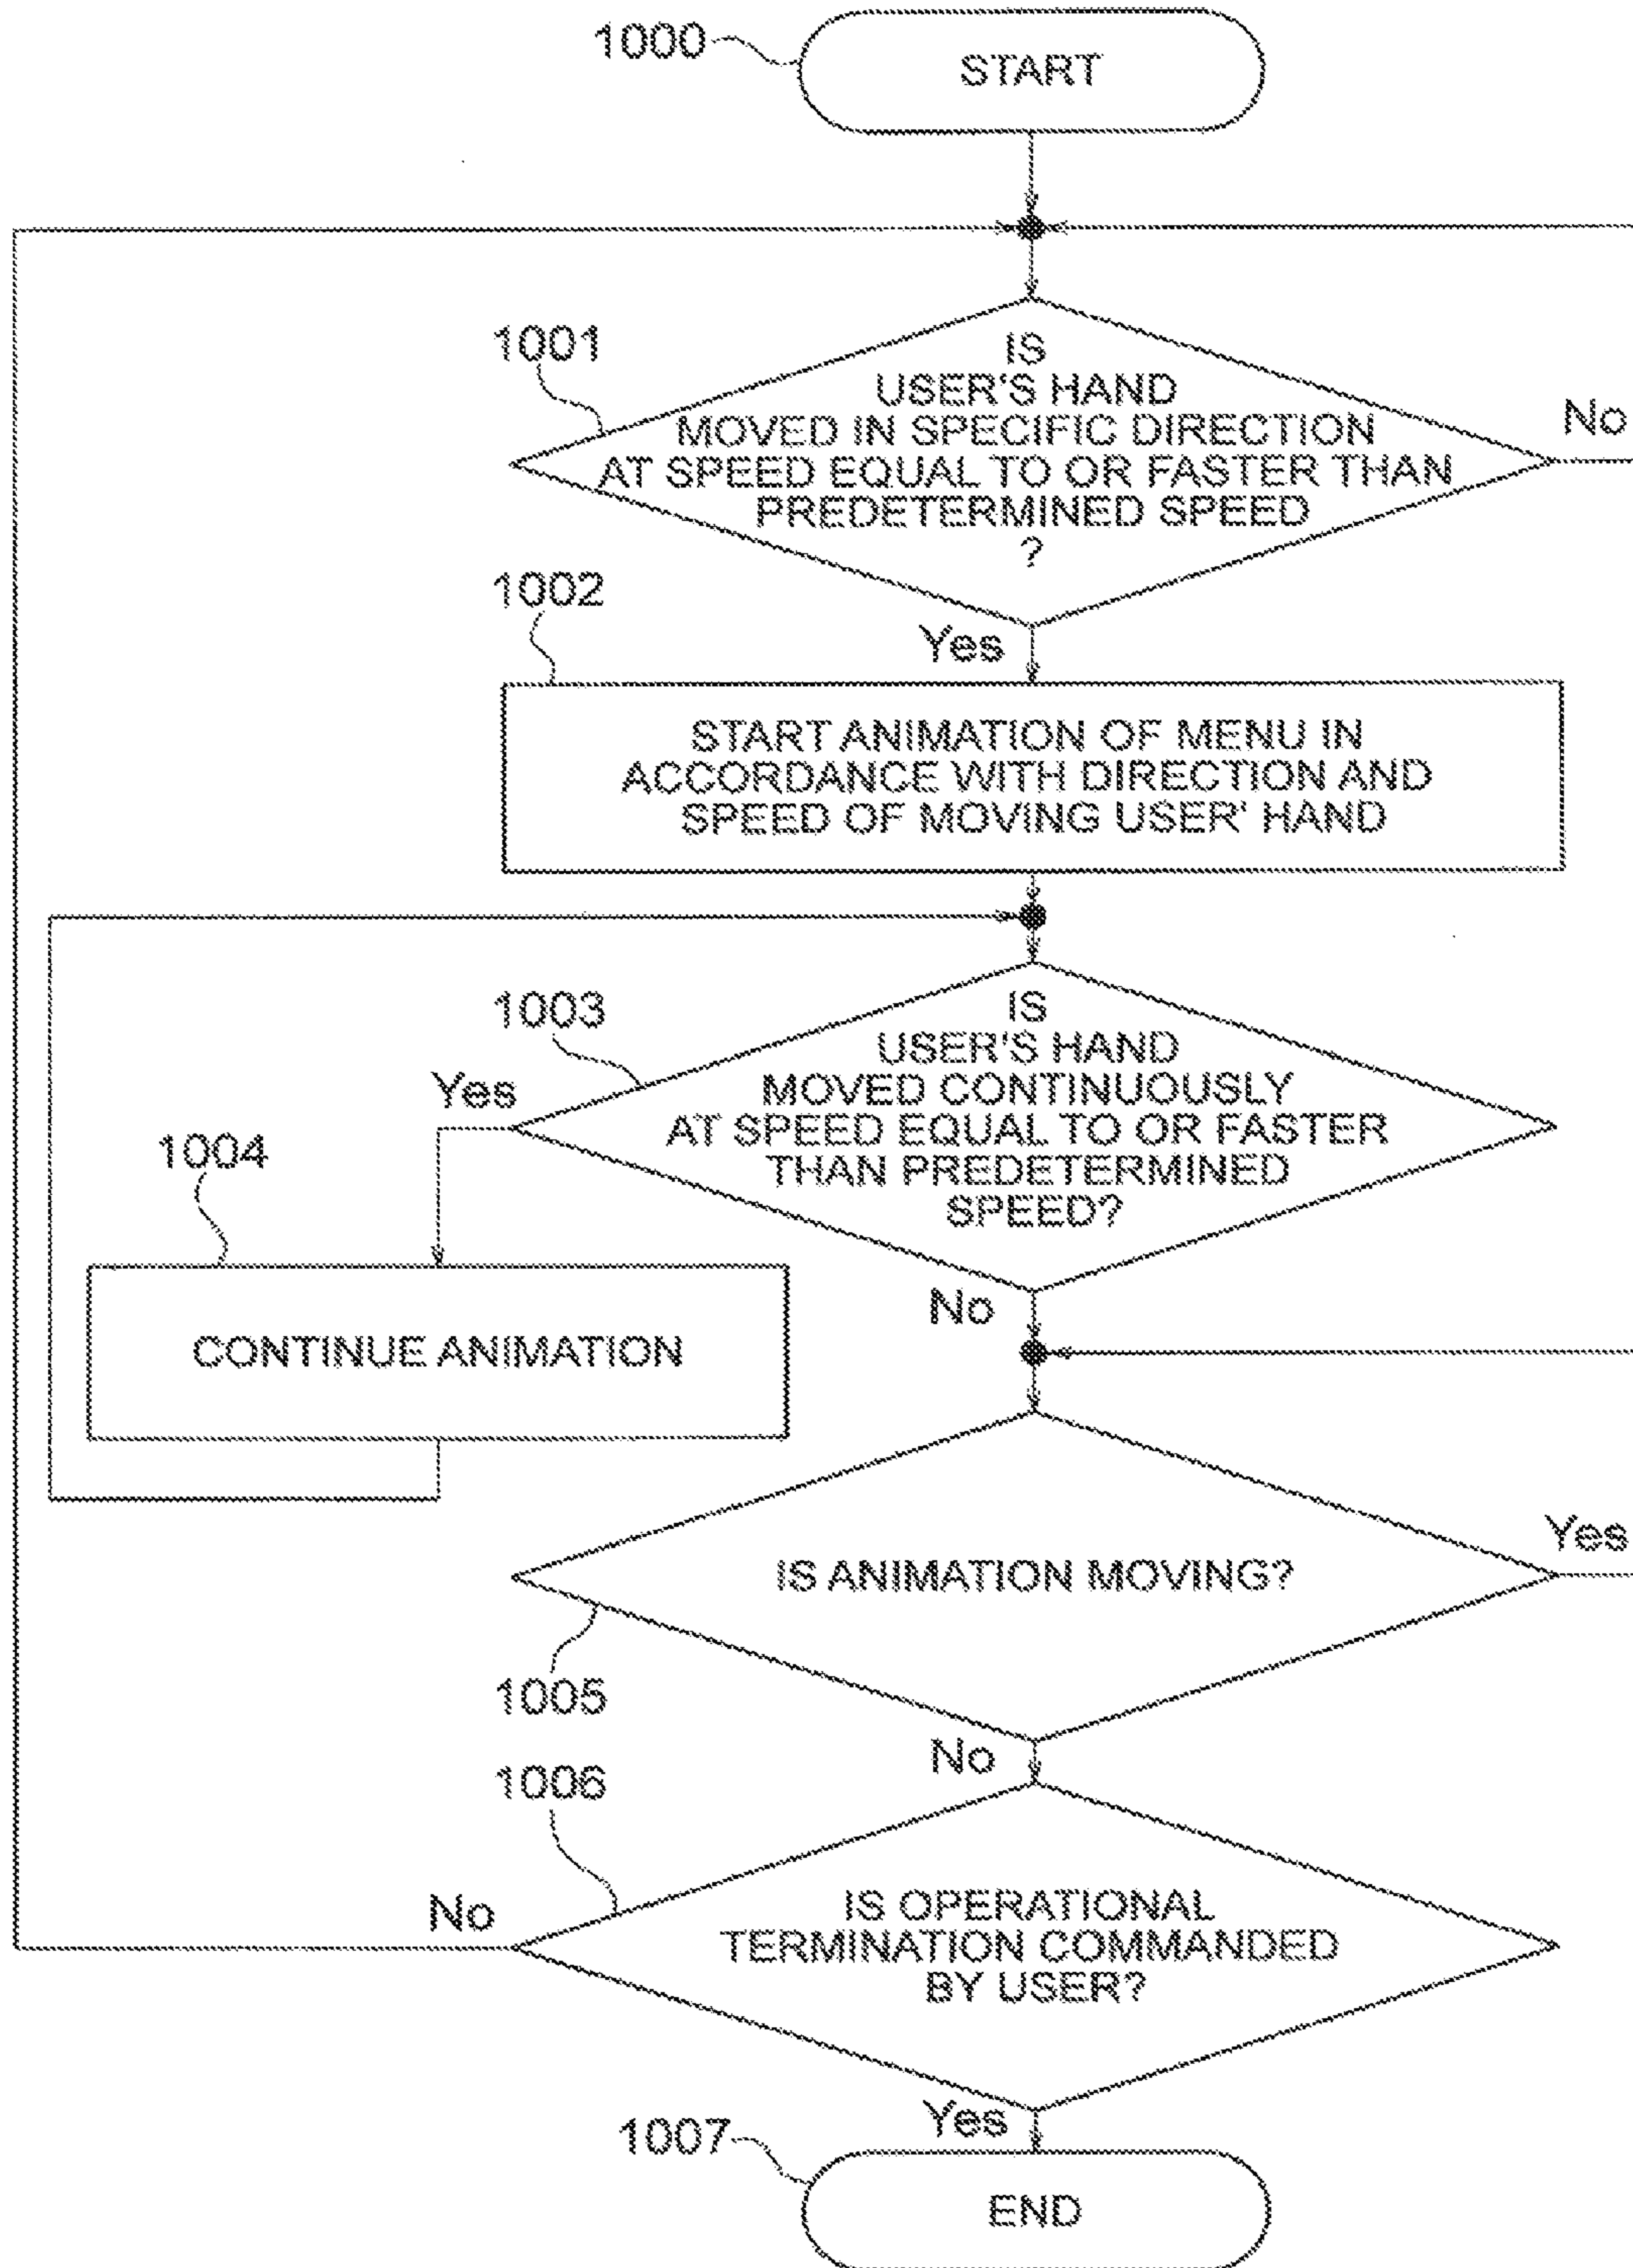 1000
START
1001
IS
USER'S HAND
MOVED IN SPECIFIC DIRECTION
AT SPEED EQUAL TO OR FASTER THAN
PREDETERMINED SPEED
?
No
1002
Yes
START ANIMATION OF MENU IN
ACCORDANCE WITH DIRECTION AND
SPEED OF MOVING USER' HAND
1003
IS
USER'S HAND
MOVED CONTINUOUSLY
AT SPEED EQUAL TO OR FASTER
THAN PREDETERMINED
SPEED?
Yes
1004
CONTINUE ANIMATION
No
IS ANIMATION MOVING?
Yes
1005
No
1006
IS OPERATIONAL
TERMINATION COMMANDED
BY USER?
No
Yes
1007
END